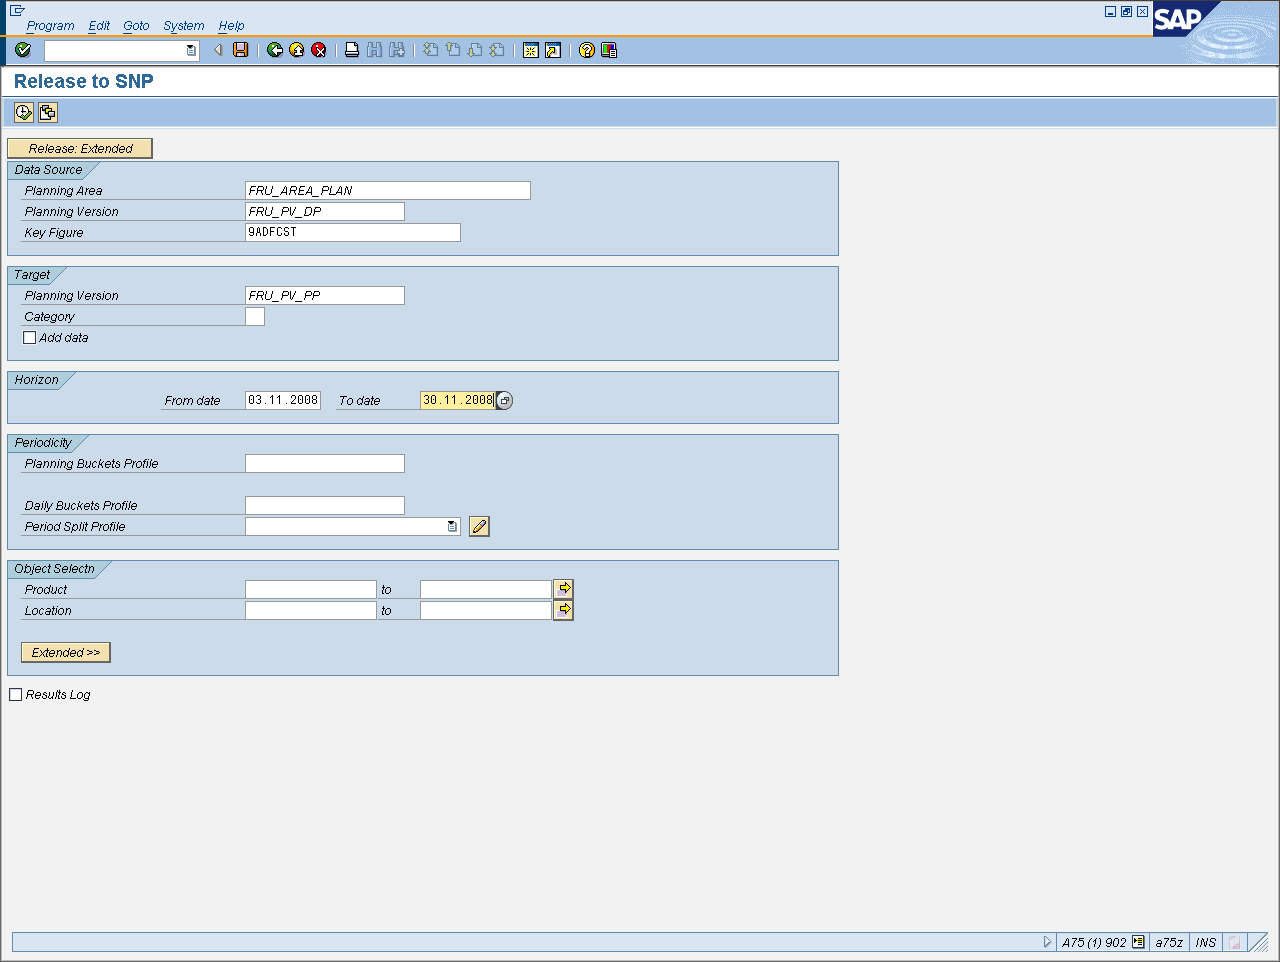 Program Edit Goto System Help
SAP
Release to SNP
Release: Extended
Data Source
Planning Area FRU_AREA_PLAN
Planning Version FRU_PV_DP
Key Figure 9ADFCST
Target
Planning Version FRU_PV_PP
Category
Add data
Horizon
From date 03.11.2008 To date 30.11.2008
Periodicity
Planning Buckets Profile
Daily Buckets Profile
Period Split Profile
Object Selectn
Product to
Location to
Extended >>
Results Log
A75 (1) 902 a75z INS